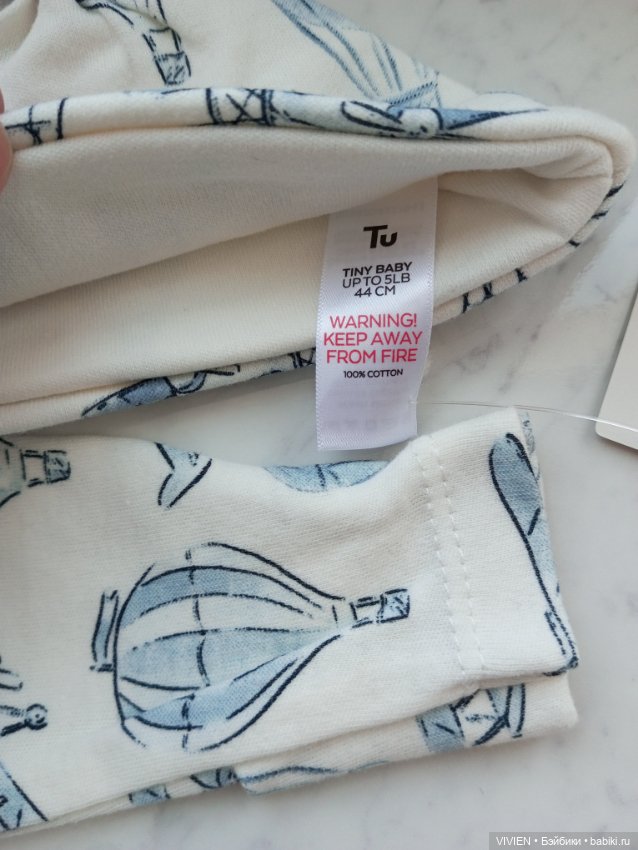 Tu
TINY BABY
UP TO 5LB
44 CM
WARNING!
KEEP AWAY
FROM FIRE
100% COTTON
VIVIEN • Бэйбики • babiki.ru